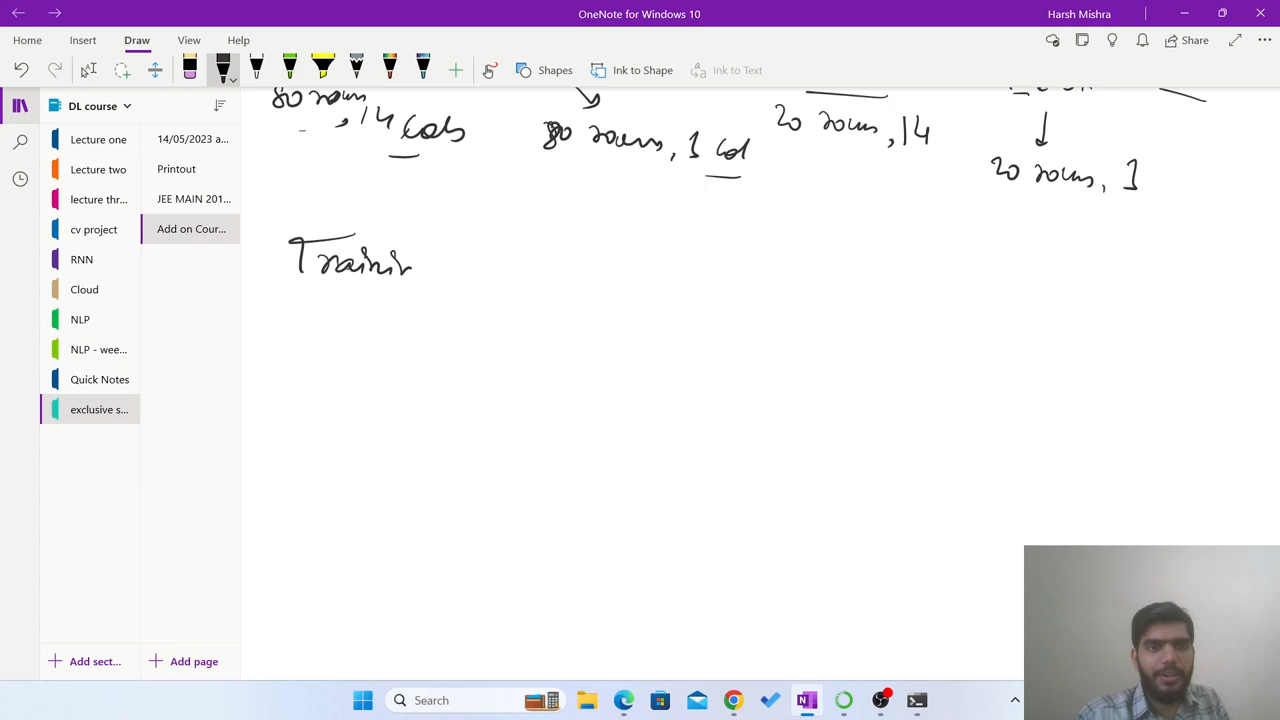 OneNote for Windows 10
Harsh Mishra
Home Insert Draw View Help
Share
Shapes Ink to Shape Ink to Text
DL course
Lecture one
Lecture two
lecture thr...
cv project
RNN
Cloud
NLP
NLP - wee...
Quick Notes
exclusive s...
14/05/2023 a...
Printout
JEE MAIN 201...
Add on Cour...
80 rows, 14 cols
80 rows, 1 col
20 rows, 14
20 rows, 1
Trainin
Add sect...
Add page
Search